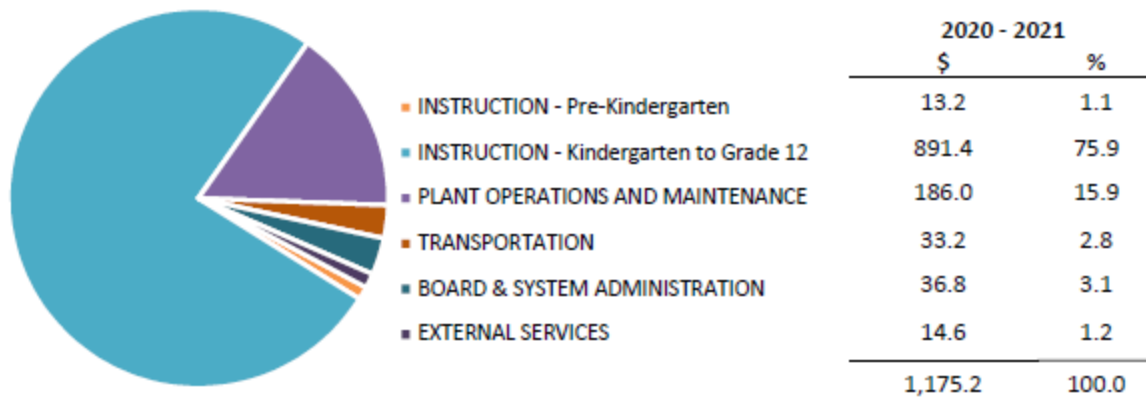 2020 - 2021
$ %
INSTRUCTION - Pre-Kindergarten 13.2 1.1
INSTRUCTION - Kindergarten to Grade 12 891.4 75.9
PLANT OPERATIONS AND MAINTENANCE 186.0 15.9
TRANSPORTATION 33.2 2.8
BOARD & SYSTEM ADMINISTRATION 36.8 3.1
EXTERNAL SERVICES 14.6 1.2
1,175.2 100.0